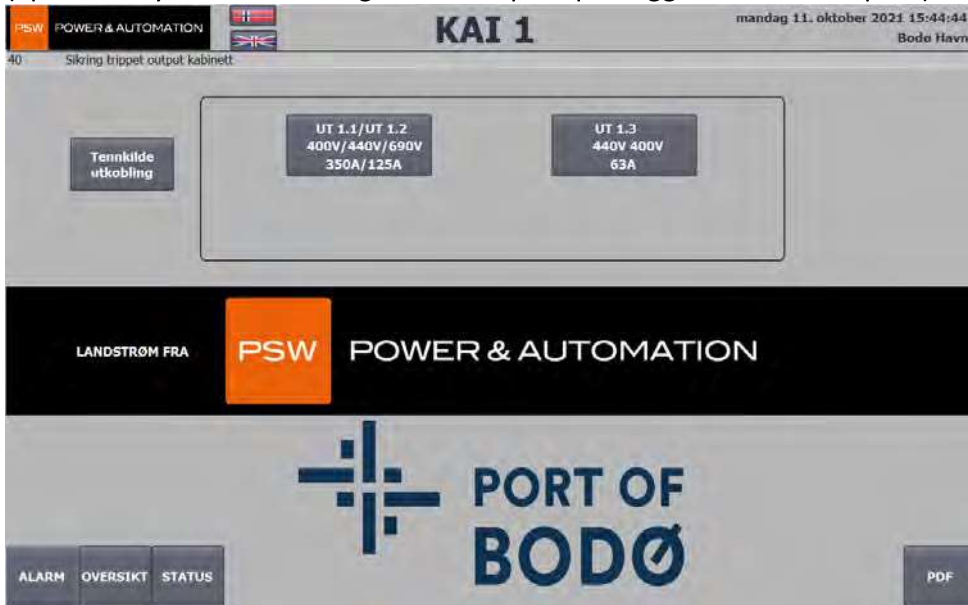 PSW POWER & AUTOMATION
KAI 1
mandag 11. oktober 2021 15:44:44
Bodø Havn
40 Sikring trippet output kabinett
Tennkilde
utkobling
UT 1.1/UT 1.2
400V/440V/690V
350A/125A
UT 1.3
440V 400V
63A
LANDSTRØM FRA
PSW POWER & AUTOMATION
PORT OF
BODØ
ALARM OVERSIKT STATUS
PDF